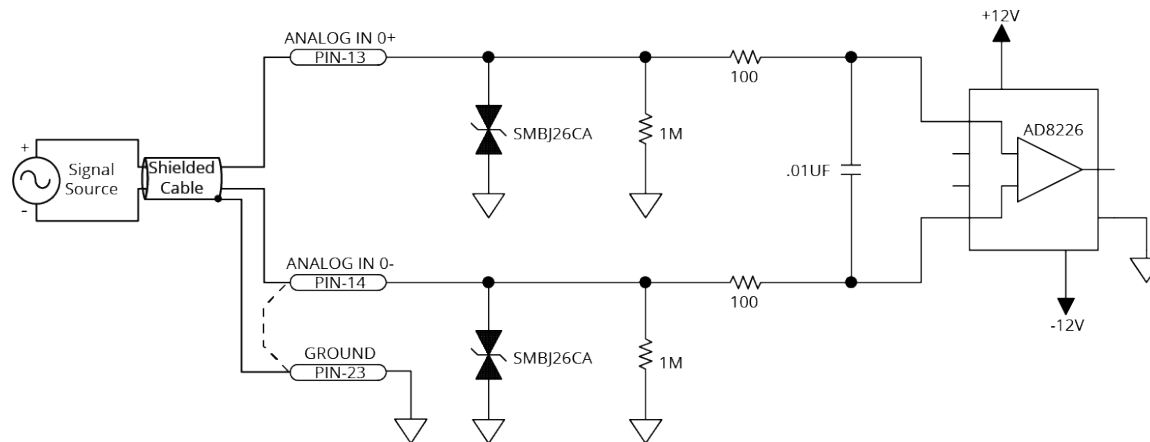 +12V
ANALOG IN 0+
PIN-13
100
SMBJ26CA
1M
AD8226
+
Signal
Source
-
Shielded
Cable
.01UF
ANALOG IN 0-
PIN-14
100
-12V
SMBJ26CA
1M
GROUND
PIN-23